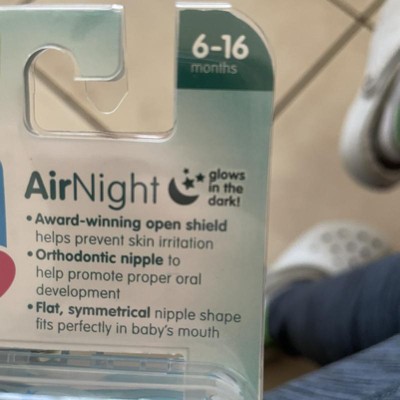 6-16
months
AirNight
glows
in the
dark!
• Award-winning open shield
helps prevent skin irritation
• Orthodontic nipple to
help promote proper oral
development
• Flat, symmetrical nipple shape
fits perfectly in baby's mouth